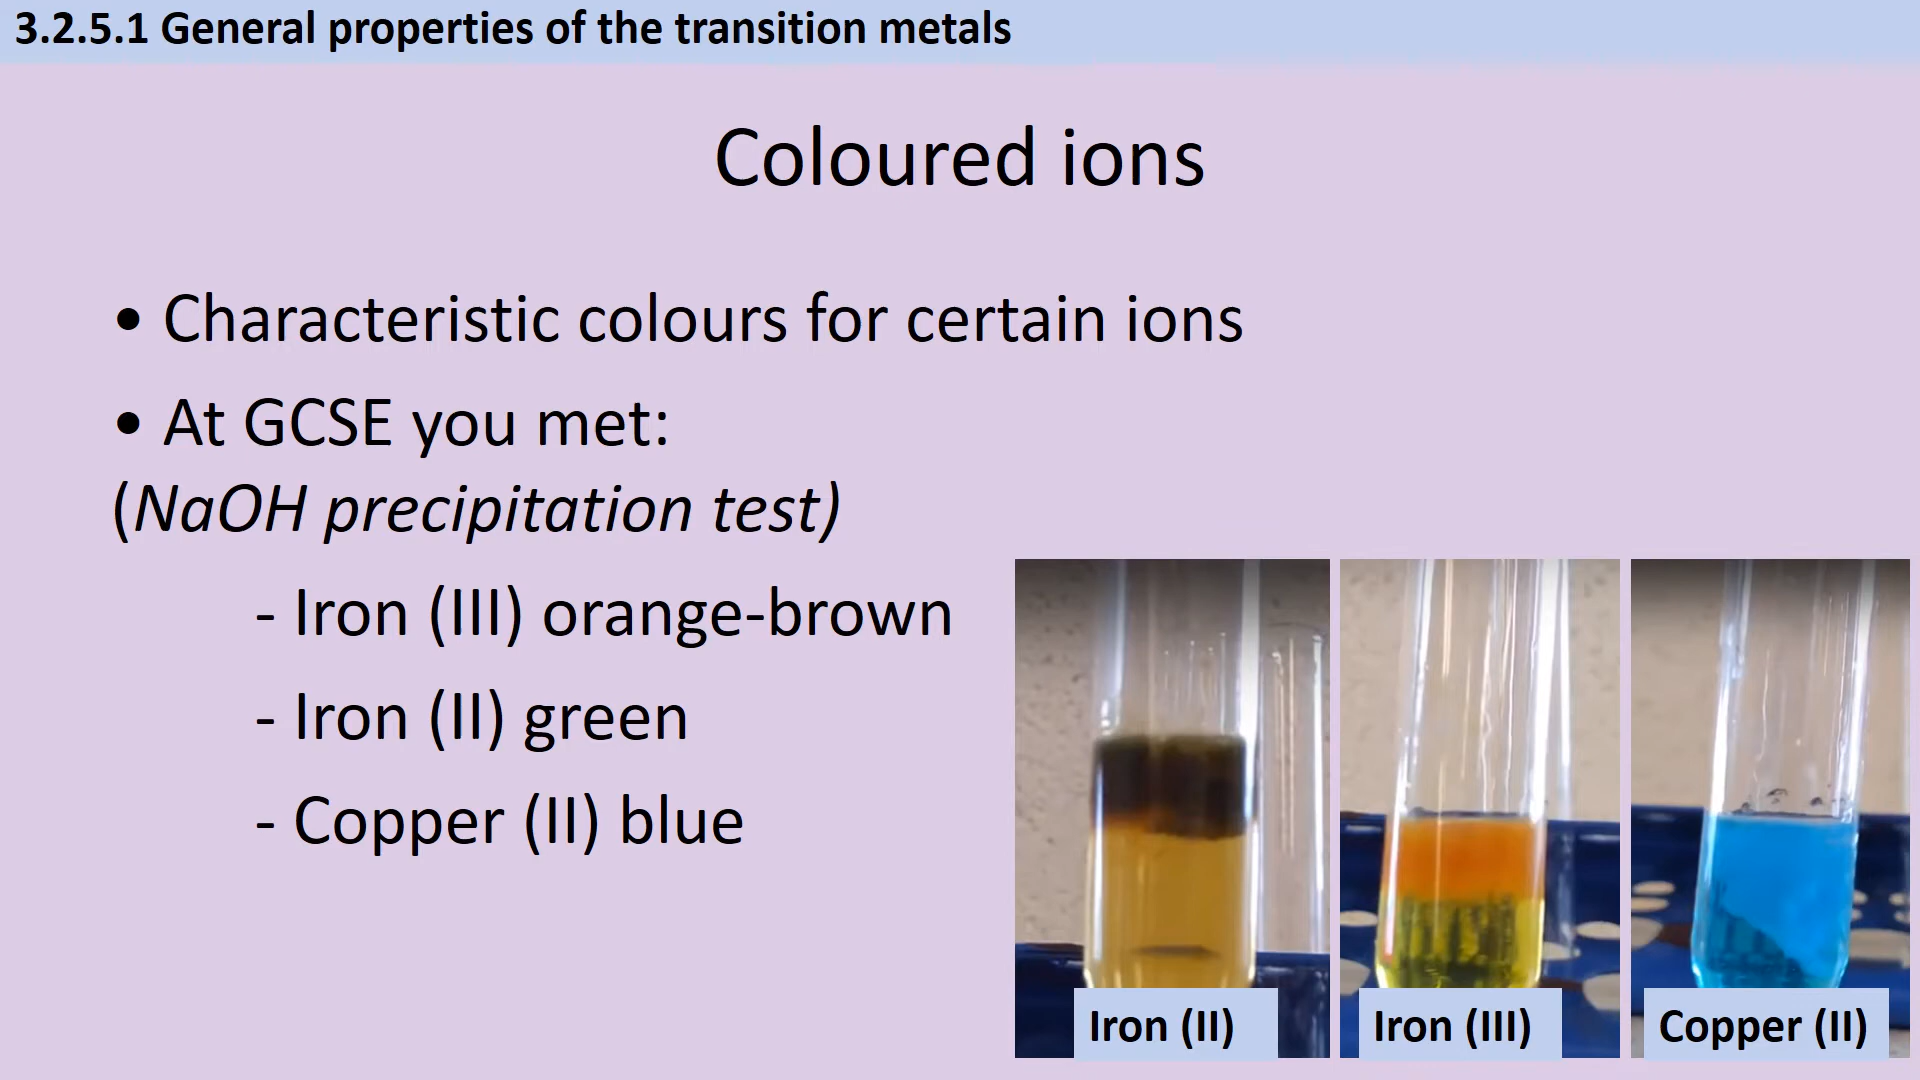 3.2.5.1 General properties of the transition metals
Coloured ions
• Characteristic colours for certain ions
• At GCSE you met:
(NaOH precipitation test)
- Iron (III) orange-brown
- Iron (II) green
- Copper (II) blue
Iron (II)
Iron (III)
Copper (II)